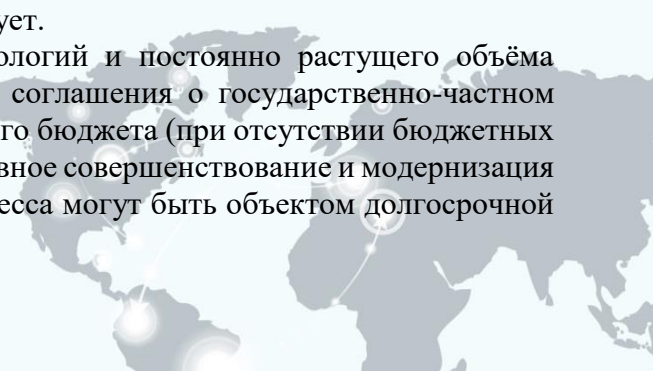 ует.
ологий и постоянно растущего объёма
соглашения о государственно-частном
го бюджета (при отсутствии бюджетных
вное совершенствование и модернизация
есса могут быть объектом долгосрочной